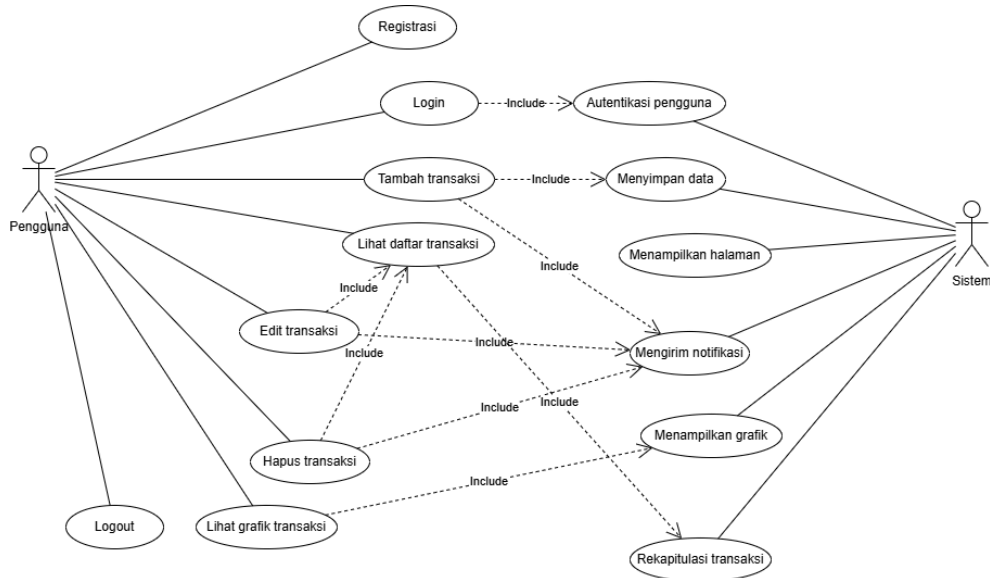 Registrasi
Login
Include
Autentikasi pengguna
Tambah transaksi
Include
Menyimpan data
Pengguna
Lihat daftar transaksi
Include
Menampilkan halaman
Sistem
Include
Edit transaksi
Include
Include
Mengirim notifikasi
Include
Include
Menampilkan grafik
Hapus transaksi
Include
Logout
Lihat grafik transaksi
Rekapitulasi transaksi